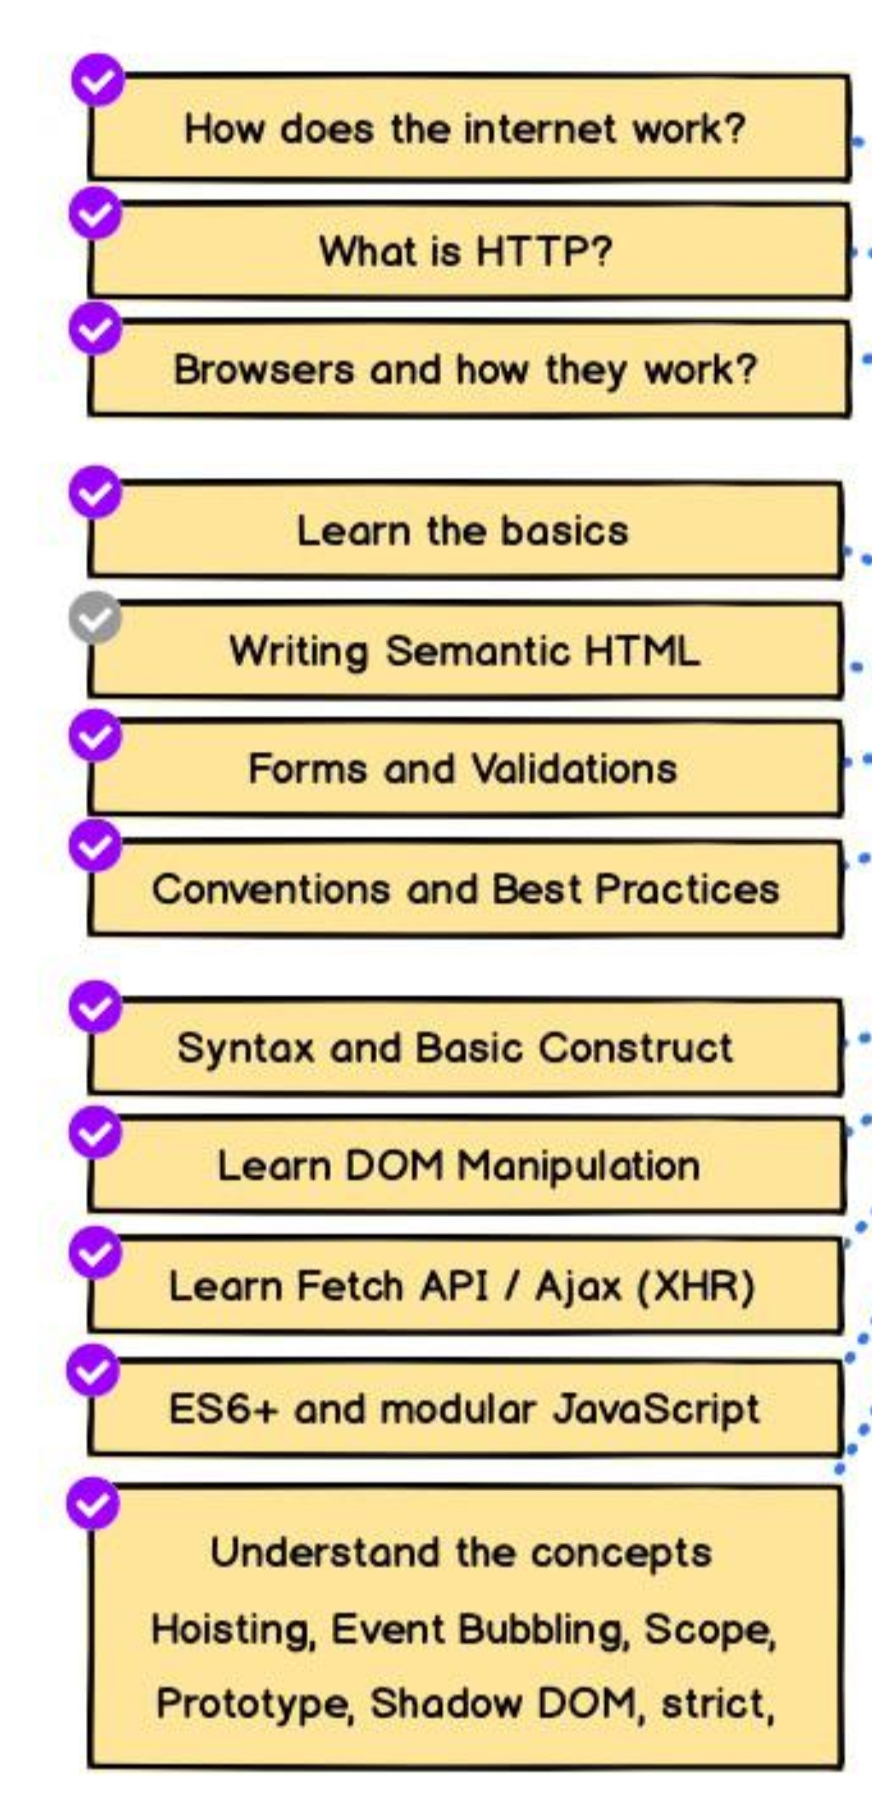 How does the internet work?
What is HTTP?
Browsers and how they work?
Learn the basics
Writing Semantic HTML
Forms and Validations
Conventions and Best Practices
Syntax and Basic Construct
Learn DOM Manipulation
Learn Fetch API / Ajax (XHR)
ES6+ and modular JavaScript
Understand the concepts
Hoisting, Event Bubbling, Scope,
Prototype, Shadow DOM, strict,